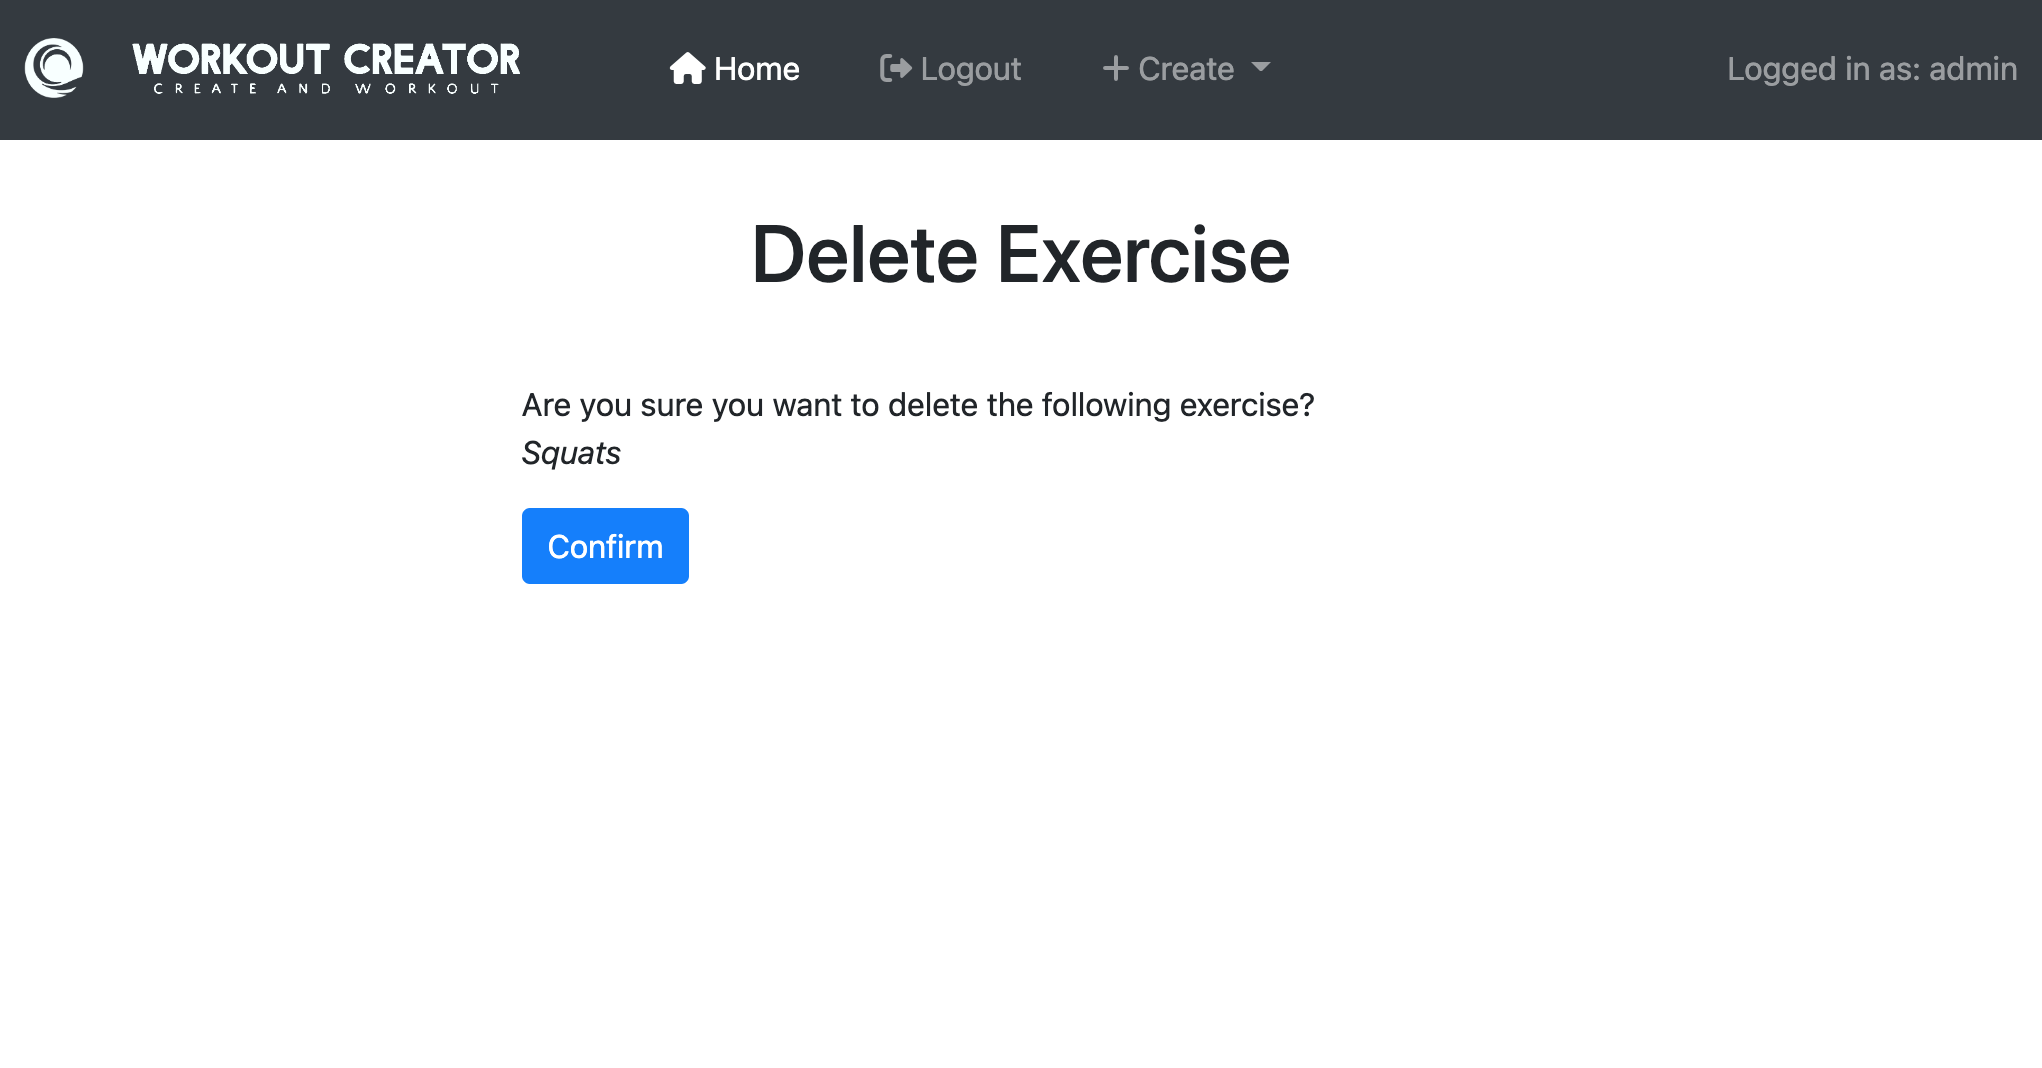 WORKOUT CREATOR
CREATE AND WORKOUT
Home
Logout
Create
Logged in as: admin
Delete Exercise
Are you sure you want to delete the following exercise?
Squats
Confirm